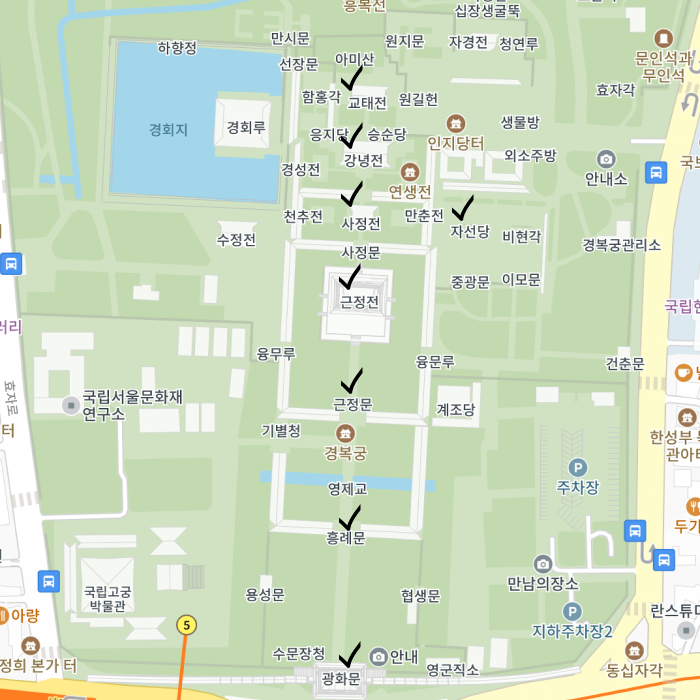 흥복전
십장생굴뚝
만시문
원지문
자경전
청연루
하향정
선장문
아미산
문인석과
무인석
효자각
함홍각
교태전
원길헌
경회지
경회루
응지당
승순당
인지당터
생물방
강녕전
외소주방
경성전
연생전
안내소
천추전
사정전
만춘전
자선당
비현각
수정전
경복궁관리소
사정문
중광문
이모문
근정전
국립한
러리
융무루
융문루
건춘문
효자로
국립서울문화재
연구소
근정문
계조당
터
기별청
한성부
관아터
경복궁
주차장
영제교
두가
흥례문
만남의장소
국립고궁
박물관
용성문
협생문
란스튜디
아량
5
지하주차장2
수문장청
안내
정희 본가 터
영군직소
광화문
동십자각